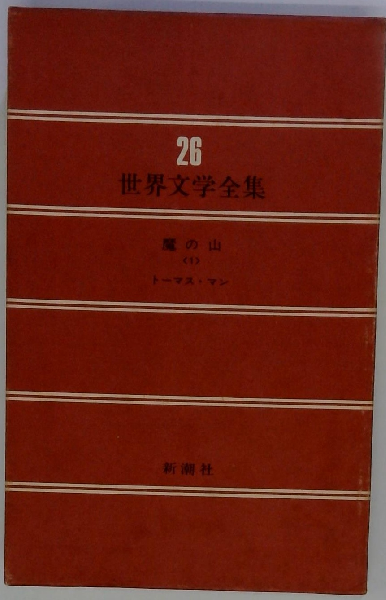 26
世界文学全集
魔の山
(1)
トーマス・マン
新潮社